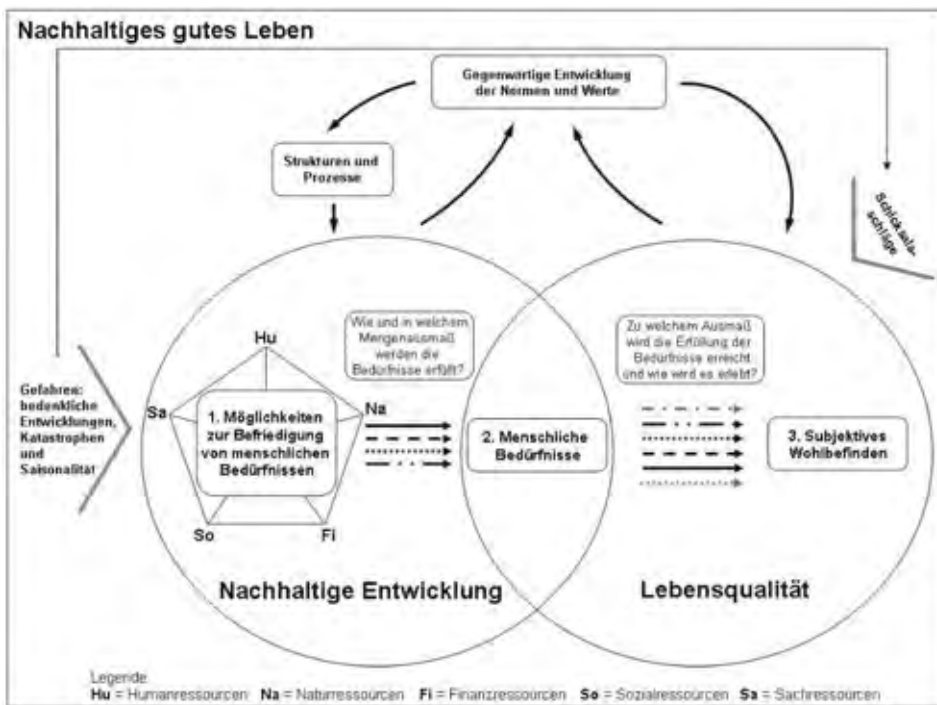 Nachhaltiges gutes Leben
Gegenwärtige Entwicklung
der Normen und Werte
Strukturen und
Prozesse
Schicksals-
schläge
Wie und in welchem
Mengenausmaß
werden die
Bedürfnisse erfüllt?
Zu welchem Ausmaß
wird die Erfüllung der
Bedürfnisse erreicht
und wie wird es erlebt?
Gefahren:
bedenkliche
Entwicklungen,
Katastrophen
und
Saisonalität
Hu
Sa
Na
1. Möglichkeiten
zur Befriedigung
von menschlichen
Bedürfnissen
So
Fi
2. Menschliche
Bedürfnisse
3. Subjektives
Wohlbefinden
Nachhaltige Entwicklung
Lebensqualität
Legende
Hu = Humanressourcen Na = Naturressourcen Fi = Finanzressourcen So = Sozialressourcen Sa = Sachressourcen